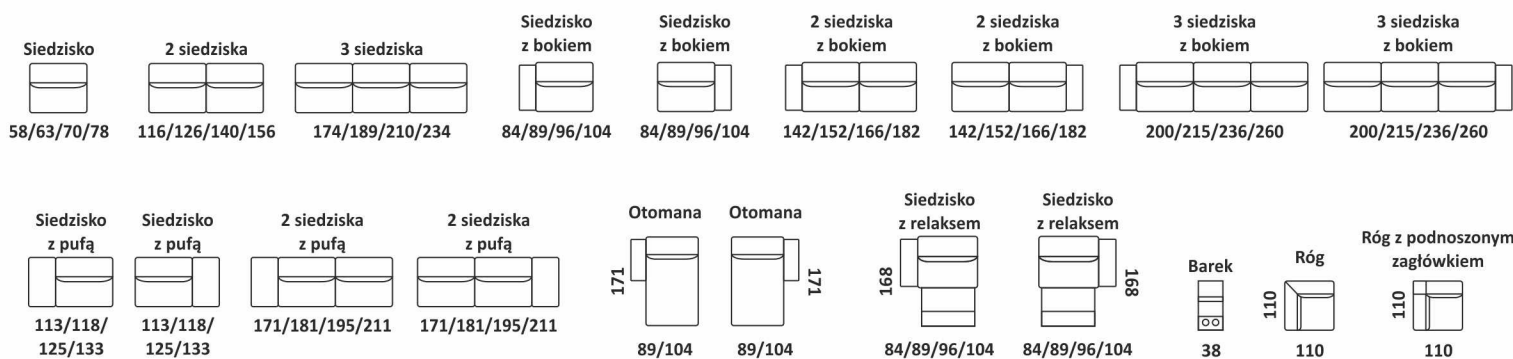 Siedzisko
58/63/70/78
2 siedziska
116/126/140/156
3 siedziska
174/189/210/234
Siedzisko
z bokiem
84/89/96/104
Siedzisko
z bokiem
84/89/96/104
2 siedziska
z bokiem
142/152/166/182
2 siedziska
z bokiem
142/152/166/182
3 siedziska
z bokiem
200/215/236/260
3 siedziska
z bokiem
200/215/236/260
Siedzisko
z pufą
113/118/
125/133
Siedzisko
z pufą
113/118/
125/133
2 siedziska
z pufą
171/181/195/211
2 siedziska
z pufą
171/181/195/211
Otomana
171
89/104
Otomana
171
89/104
Siedzisko
z relaksem
168
84/89/96/104
Siedzisko
z relaksem
168
84/89/96/104
Barek
38
Róg
110
110
Róg z podnoszonym
zagłówkiem
110
110